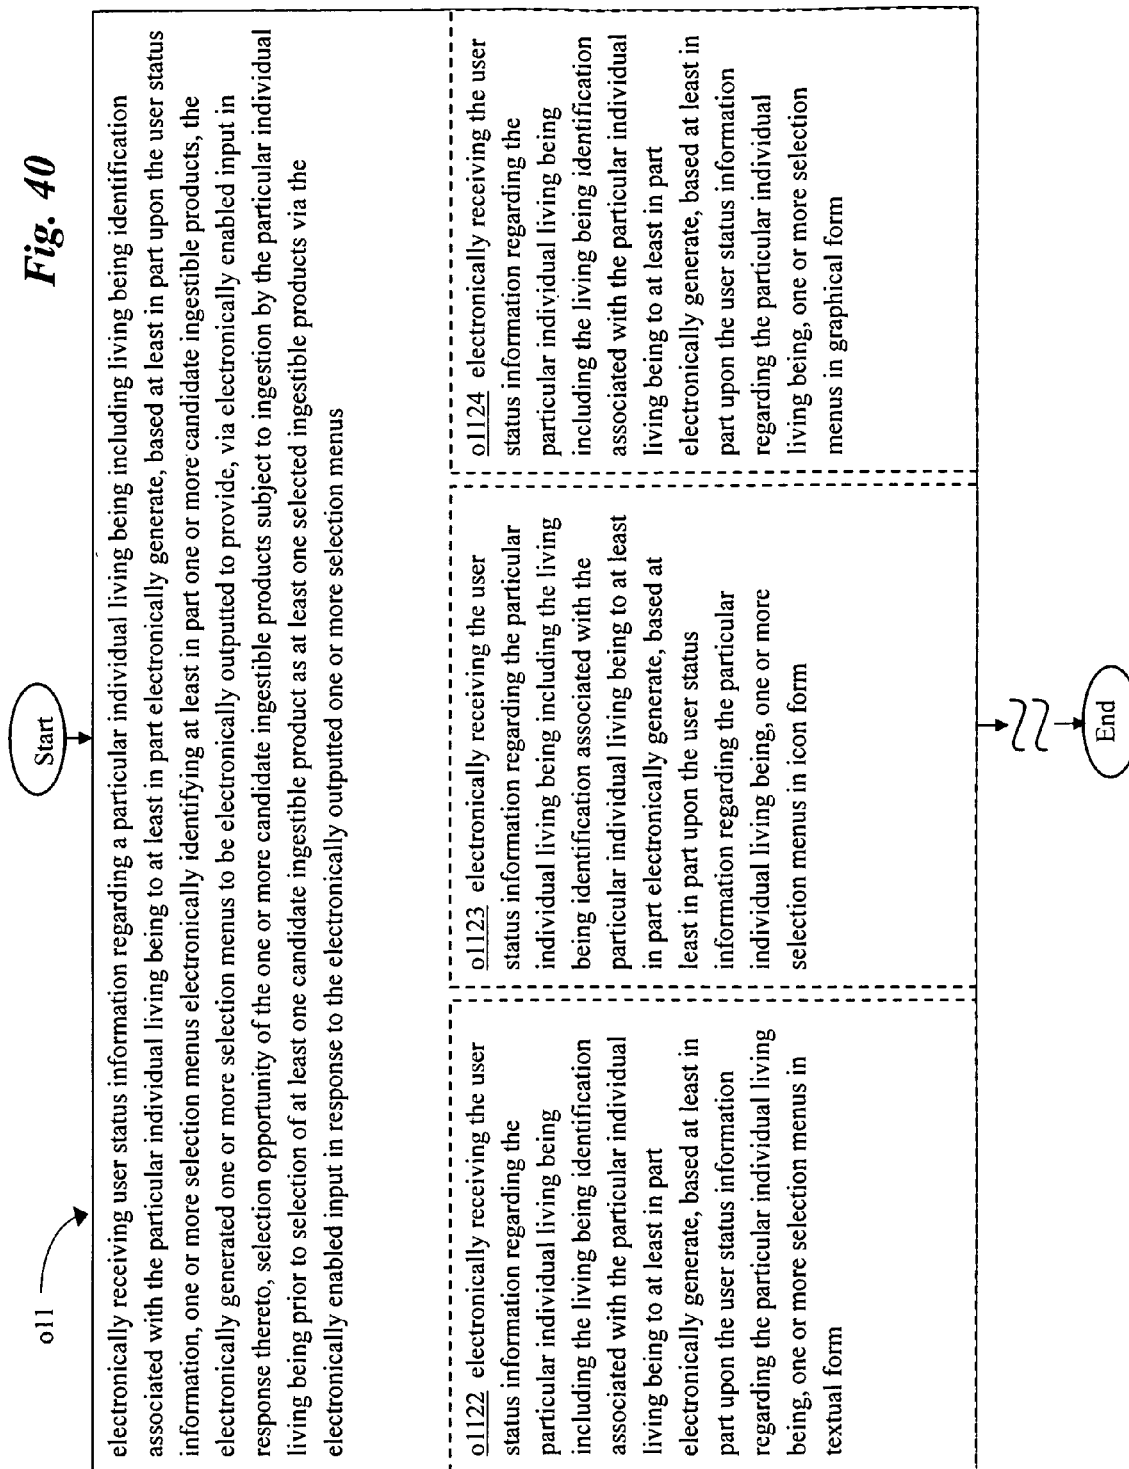 Fig. 40
Start
o11
electronically receiving user status information regarding a particular individual living being including living being identification
associated with the particular individual living being to at least in part electronically generate, based at least in part upon the user status
information, one or more selection menus electronically identifying at least in part one or more candidate ingestible products, the
electronically generated one or more selection menus to be electronically outputted to provide, via electronically enabled input in
response thereto, selection opportunity of the one or more candidate ingestible products subject to ingestion by the particular individual
living being prior to selection of at least one candidate ingestible product as at least one selected ingestible products via the
electronically enabled input in response to the electronically outputted one or more selection menus
o1122 electronically receiving the user
status information regarding the
particular individual living being
including the living being identification
associated with the particular individual
living being to at least in part
electronically generate, based at least in
part upon the user status information
regarding the particular individual living
being, one or more selection menus in
textual form
o1123 electronically receiving the user
status information regarding the particular
individual living being including the living
being identification associated with the
particular individual living being to at least
in part electronically generate, based at
least in part upon the user status
information regarding the particular
individual living being, one or more
selection menus in icon form
o1124 electronically receiving the user
status information regarding the
particular individual living being
including the living being identification
associated with the particular individual
living being to at least in part
electronically generate, based at least in
part upon the user status information
regarding the particular individual
living being, one or more selection
menus in graphical form
End